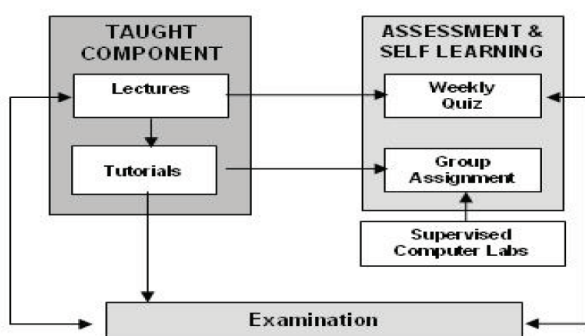 TAUGHT
COMPONENT
Lectures
Tutorials
ASSESSMENT &
SELF LEARNING
Weekly
Quiz
Group
Assignment
Supervised
Computer Labs
Examination